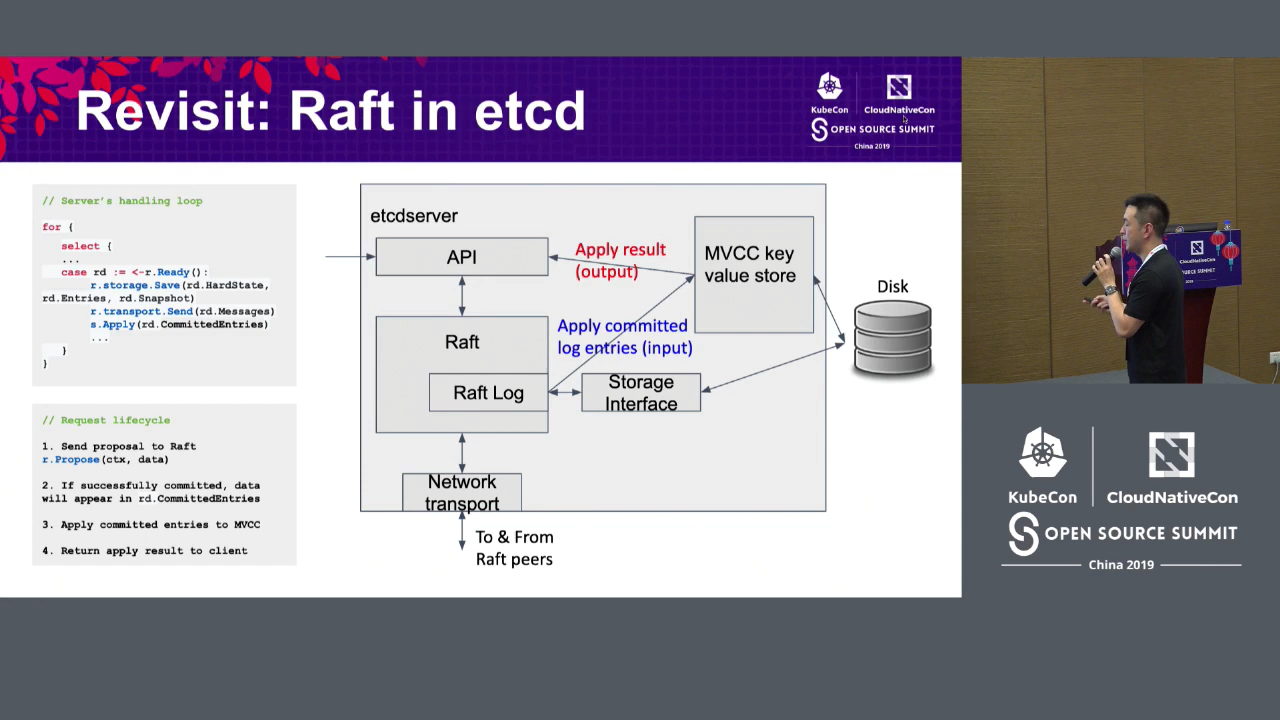 Revisit: Raft in etcd
KubeCon
CloudNativeCon
OPEN SOURCE SUMMIT
China 2019
// Server's handling loop
for {
select {
...
case rd := <-r.Ready():
r.storage.Save(rd.HardState,
rd.Entries, rd.Snapshot)
r.transport.Send(rd.Messages)
s.Apply(rd.CommittedEntries)
...
}
}
// Request lifecycle
1. Send proposal to Raft
r.Propose(ctx, data)
2. If successfully committed, data
will appear in rd.CommittedEntries
3. Apply committed entries to MVCC
4. Return apply result to client
etcdserver
API
Apply result
(output)
MVCC key
value store
Disk
Apply committed
log entries (input)
Raft
Raft Log
Storage
Interface
Network
transport
To & From
Raft peers
CloudNativeCon
KubeCon
CloudNativeCon
OPEN SOURCE SUMMIT
China 2019